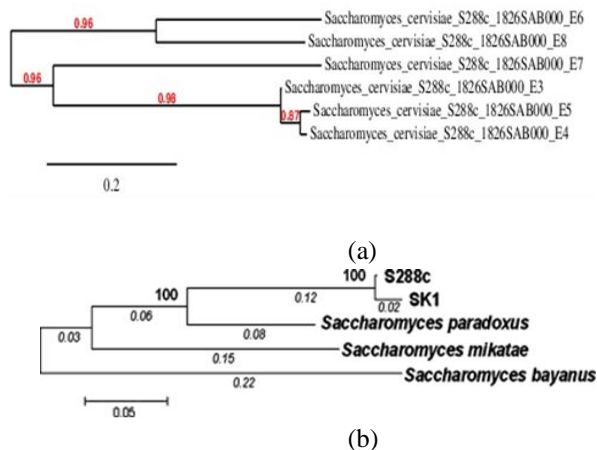 0.96
Saccharomyces_cervisiae_S288c_1826SAB000_E6
Saccharomyces_cervisiae_S288c_1826SAB000_E8
0.96
Saccharomyces_cervisiae_S288c_1826SAB000_E7
0.98
Saccharomyces_cervisiae_S288c_1826SAB000_E3
0.87
Saccharomyces_cervisiae_S288c_1826SAB000_E5
Saccharomyces_cervisiae_S288c_1826SAB000_E4
0.2
(a)
100
S288c
100
0.12
0.02
SK1
0.06
Saccharomyces paradoxus
0.03
0.08
Saccharomyces mikatae
0.15
Saccharomyces bayanus
0.22
0.05
(b)